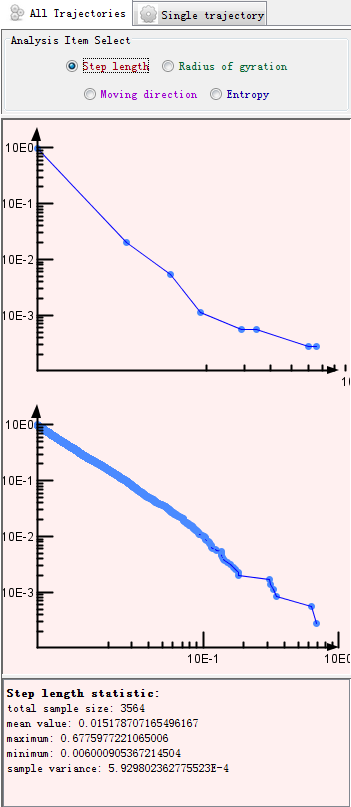 All Trajectories Single trajectory
Analysis Item Select
Step length Radius of gyration
Moving direction Entropy
10E0
10E-1
10E-2
10E-3
10
10E0
10E-1
10E-2
10E-3
10E-1 10E0
Step length statistic:
total sample size: 3564
mean value: 0.015178707165496167
maximum: 0.6775977221065006
minimum: 0.006000905367214504
sample variance: 5.929802362775523E-4